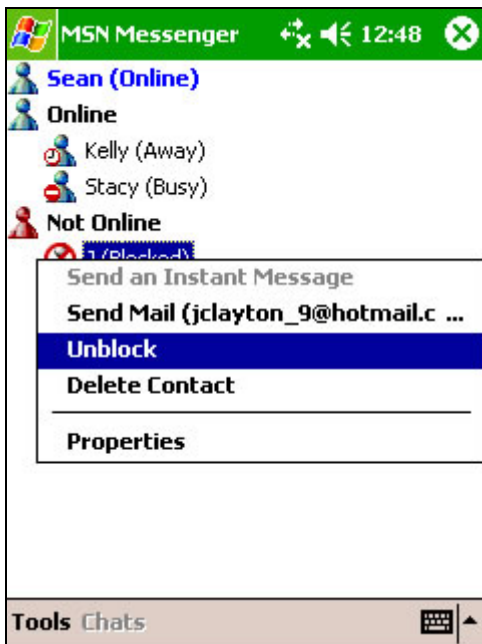 MSN Messenger 12:48
Sean (Online)
Online
Kelly (Away)
Stacy (Busy)
Not Online
J (Blocked)
Send an Instant Message
Send Mail (jclayton_9@hotmail.c ...
Unblock
Delete Contact
Properties
Tools Chats